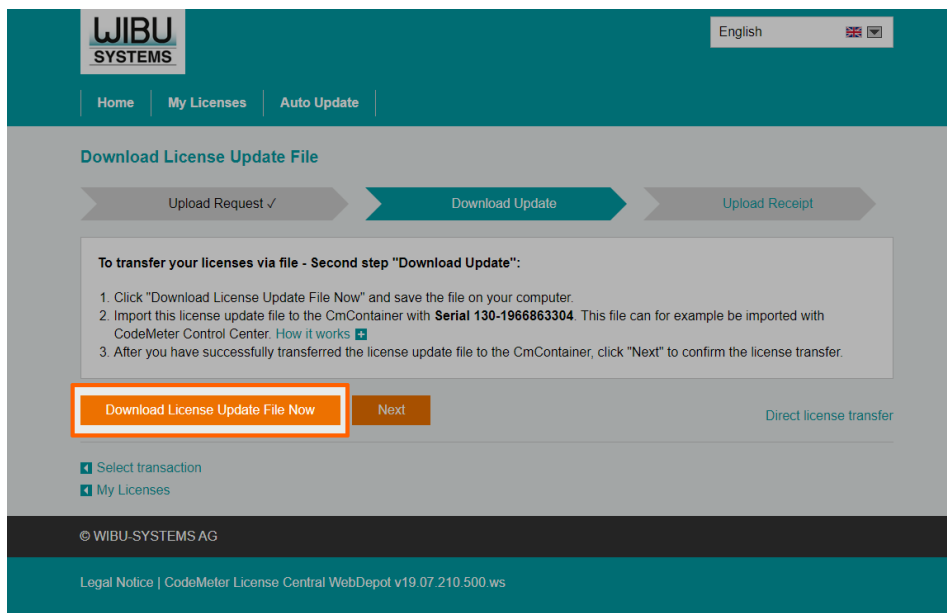 WIBU
SYSTEMS
English
Home My Licenses Auto Update
Download License Update File
Upload Request ✓ Download Update Upload Receipt
To transfer your licenses via file - Second step "Download Update":
1. Click "Download License Update File Now" and save the file on your computer.
2. Import this license update file to the CmContainer with Serial 130-1966863304. This file can for example be imported with
CodeMeter Control Center. How it works
3. After you have successfully transferred the license update file to the CmContainer, click "Next" to confirm the license transfer.
Download License Update File Now Next
Direct license transfer
Select transaction
My Licenses
© WIBU-SYSTEMS AG
Legal Notice | CodeMeter License Central WebDepot v19.07.210.500.ws